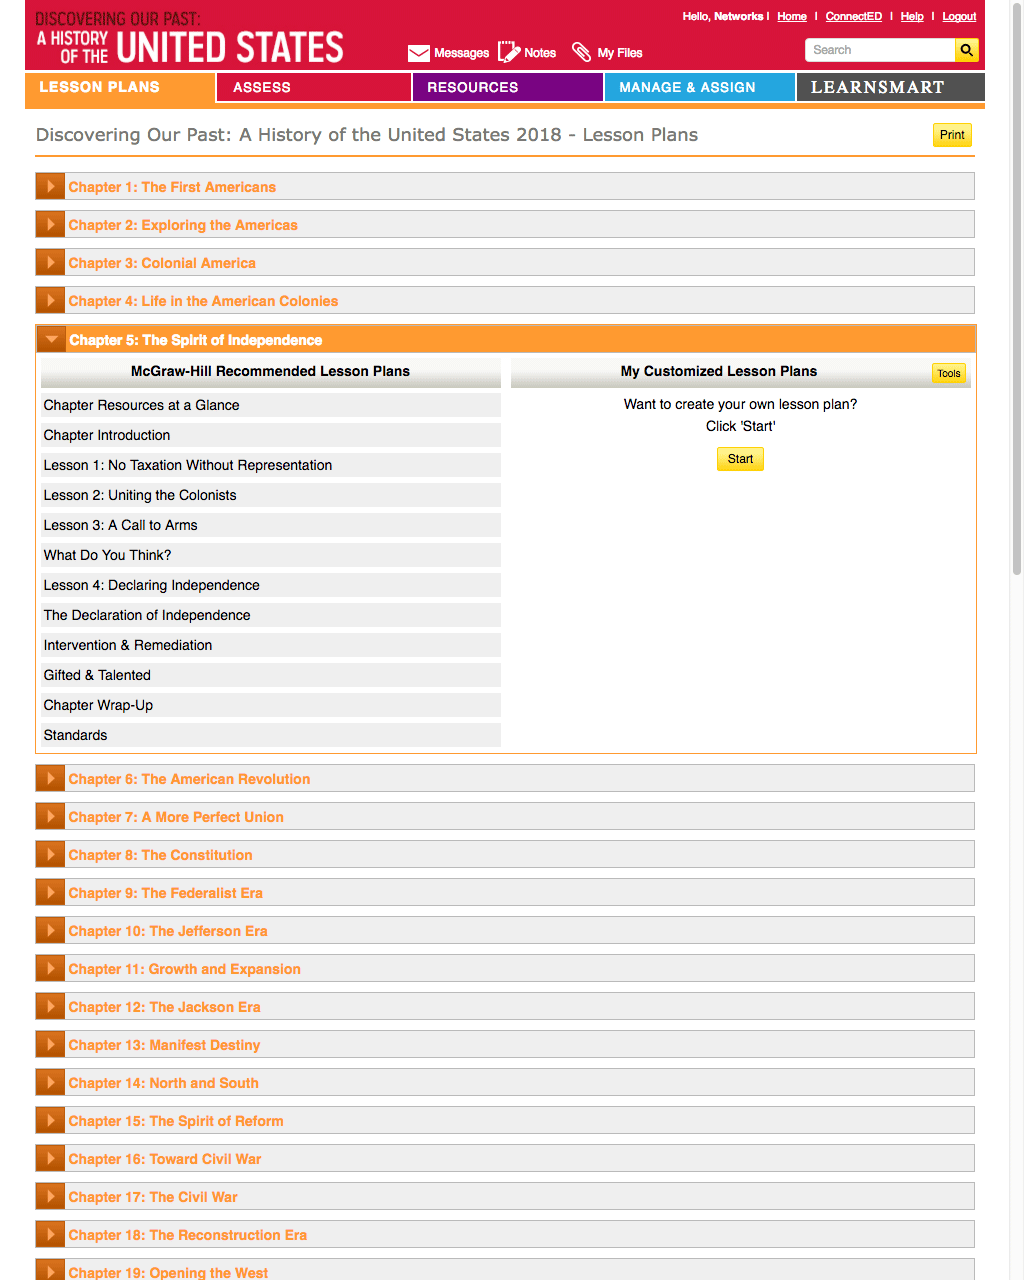 DISCOVERING OUR PAST:
A HISTORY OF THE UNITED STATES
Hello, Networks | Home | ConnectED | Help | Logout
Messages Notes My Files Search
LESSON PLANS ASSESS RESOURCES MANAGE & ASSIGN LEARNSMART
Discovering Our Past: A History of the United States 2018 - Lesson Plans Print
Chapter 1: The First Americans
Chapter 2: Exploring the Americas
Chapter 3: Colonial America
Chapter 4: Life in the American Colonies
Chapter 5: The Spirit of Independence
McGraw-Hill Recommended Lesson Plans
Chapter Resources at a Glance
Chapter Introduction
Lesson 1: No Taxation Without Representation
Lesson 2: Uniting the Colonists
Lesson 3: A Call to Arms
What Do You Think?
Lesson 4: Declaring Independence
The Declaration of Independence
Intervention & Remediation
Gifted & Talented
Chapter Wrap-Up
Standards
My Customized Lesson Plans Tools
Want to create your own lesson plan?
Click 'Start'
Start
Chapter 6: The American Revolution
Chapter 7: A More Perfect Union
Chapter 8: The Constitution
Chapter 9: The Federalist Era
Chapter 10: The Jefferson Era
Chapter 11: Growth and Expansion
Chapter 12: The Jackson Era
Chapter 13: Manifest Destiny
Chapter 14: North and South
Chapter 15: The Spirit of Reform
Chapter 16: Toward Civil War
Chapter 17: The Civil War
Chapter 18: The Reconstruction Era
Chapter 19: Opening the West